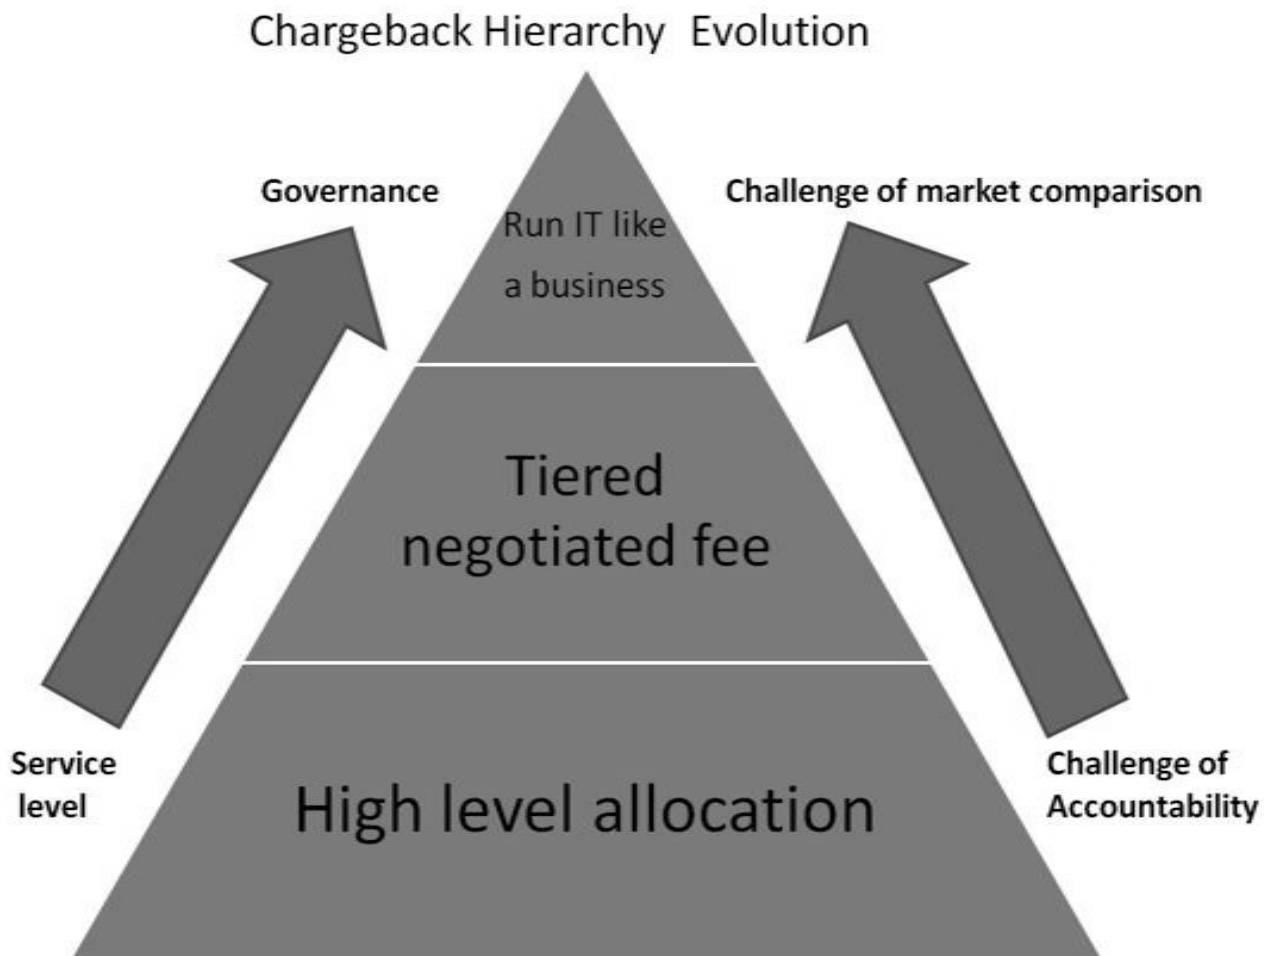 Chargeback Hierarchy Evolution
Governance
Challenge of market comparison
Run IT like
a business
Tiered
negotiated fee
Service
level
High level allocation
Challenge of
Accountability